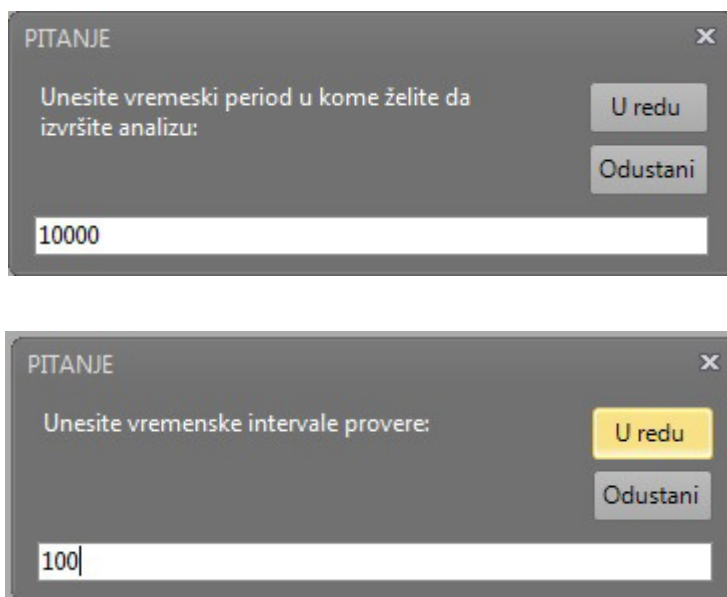 PITANJE
Unesite vremeski period u kome želite da
izvršite analizu:
U redu
Odustani
10000
PITANJE
Unesite vremenske intervale provere:
U redu
Odustani
100